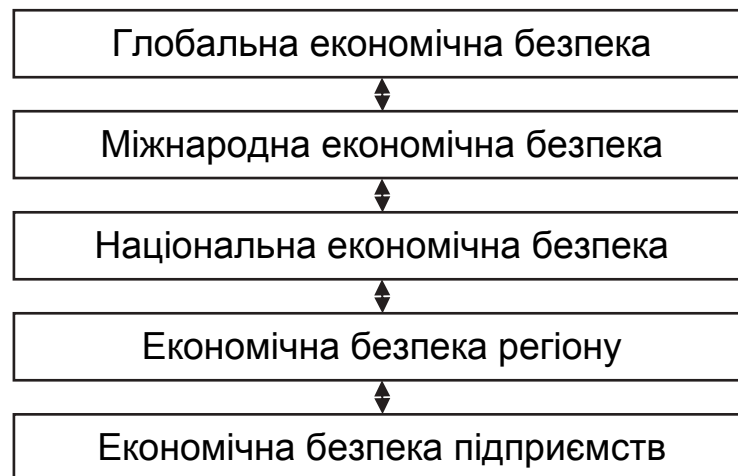 Глобальна економічна безпека
Міжнародна економічна безпека
Національна економічна безпека
Економічна безпека регіону
Економічна безпека підприємств